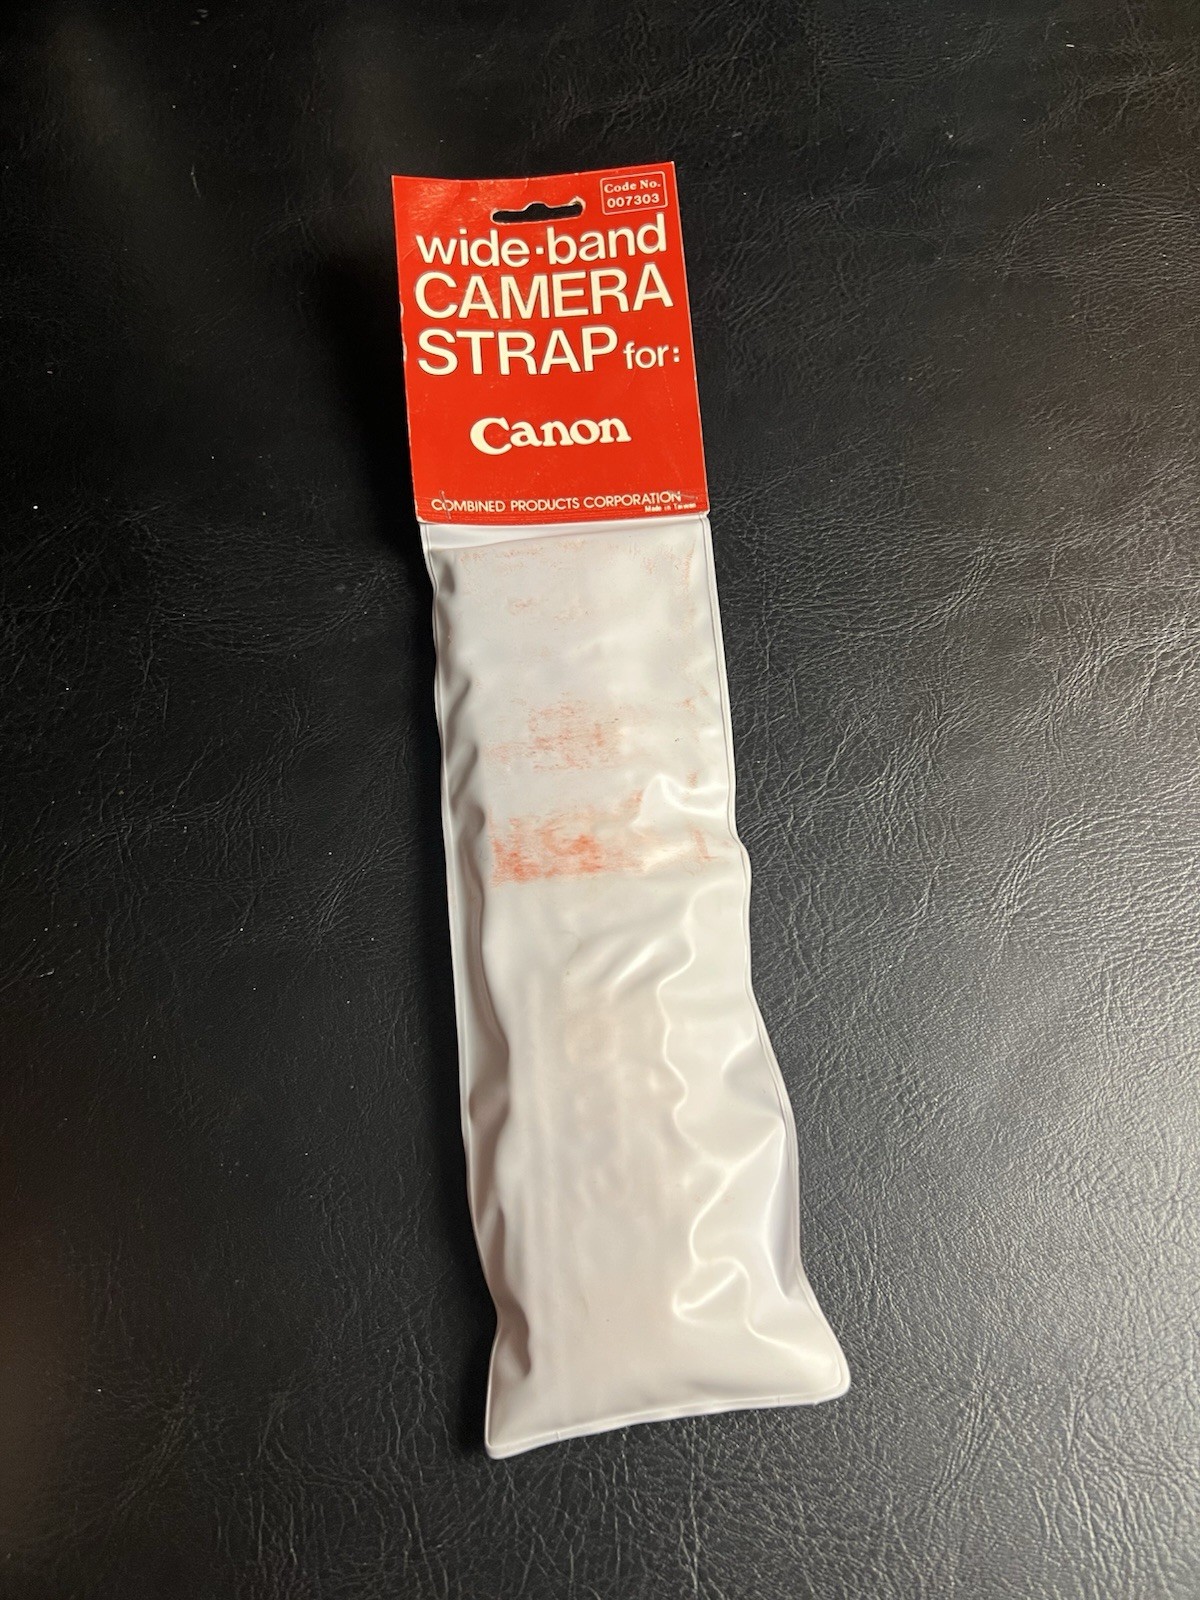 Code No.
007303
wide·band
CAMERA
STRAP for:
Canon
COMBINED PRODUCTS CORPORATION
Made in Taiwan